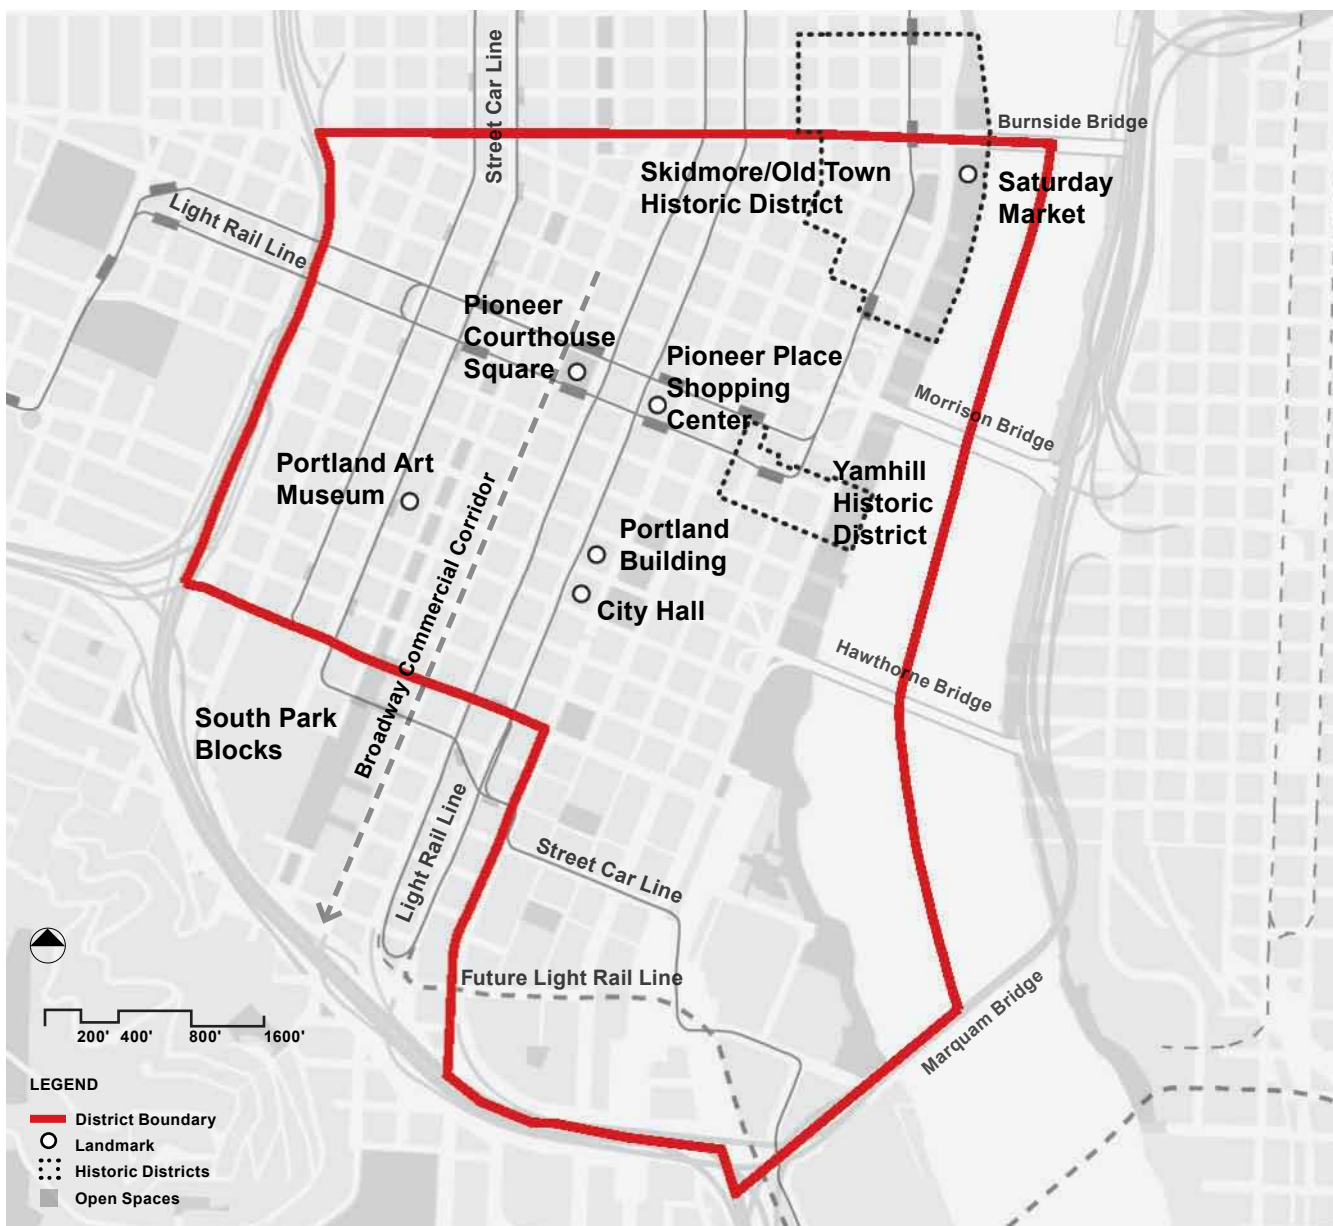 Street Car Line
Burnside Bridge
Skidmore/Old Town
Historic District
Saturday
Market
Light Rail Line
Pioneer
Courthouse
Square
Pioneer Place
Shopping
Center
Morrison Bridge
Portland Art
Museum
Yamhill
Historic
District
Broadway Commercial Corridor
Portland
Building
City Hall
Hawthorne Bridge
South Park
Blocks
Light Rail Line
Street Car Line
Future Light Rail Line
Marquam Bridge
200' 400' 800' 1600'
LEGEND
District Boundary
Landmark
Historic Districts
Open Spaces